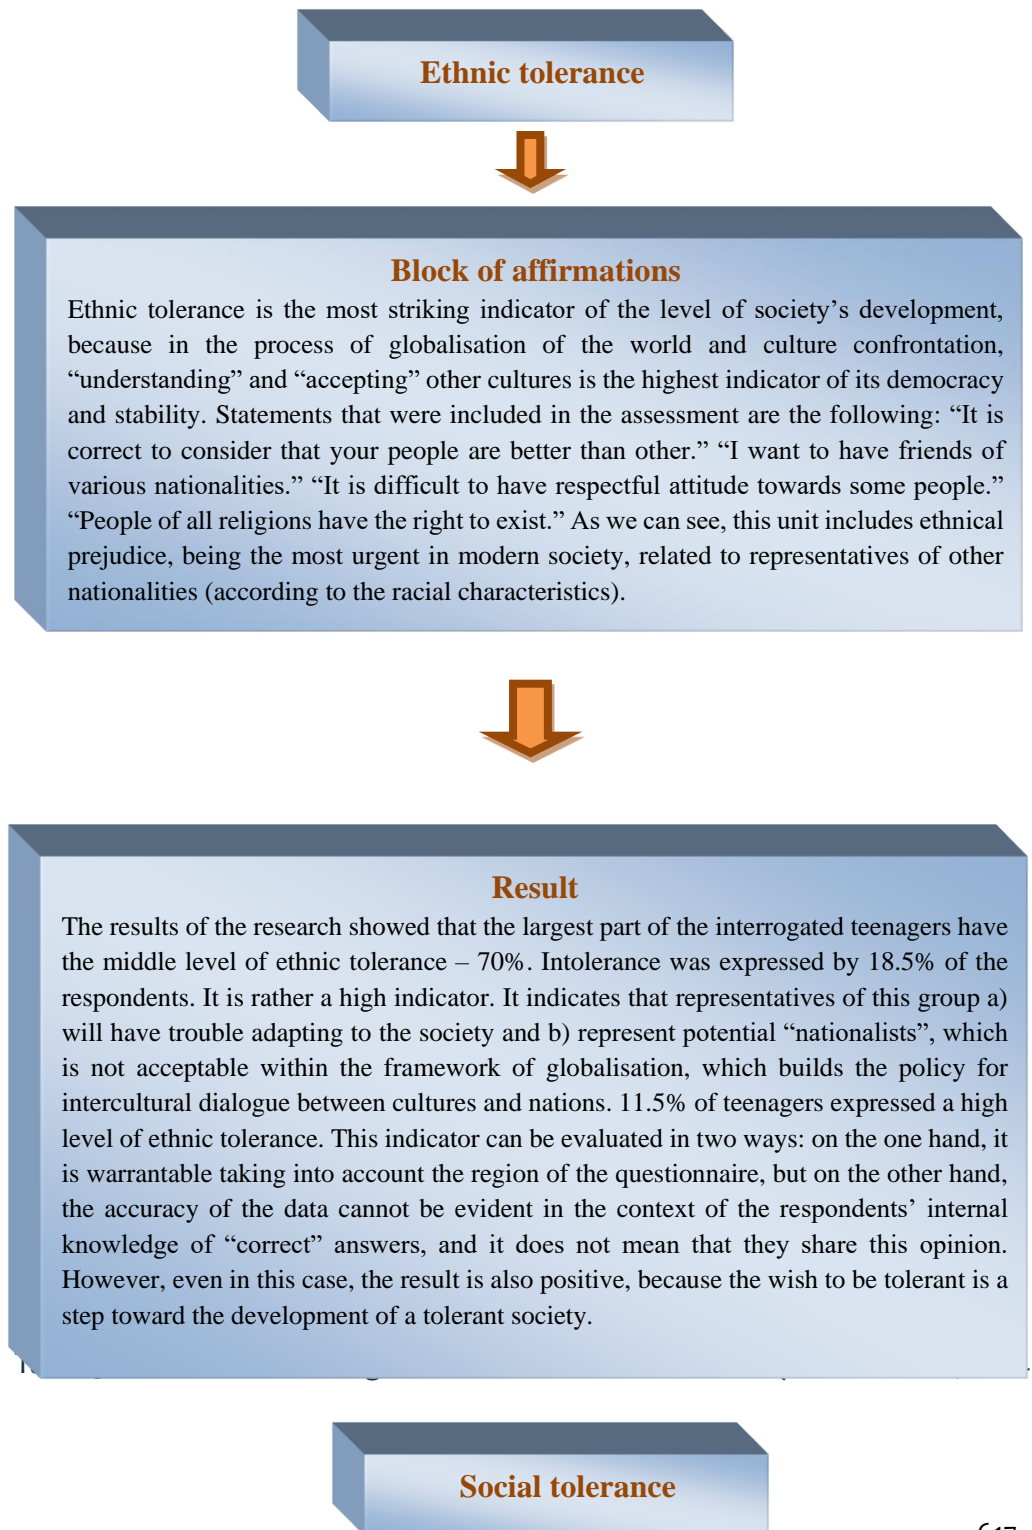 Ethnic tolerance
Block of affirmations
Ethnic tolerance is the most striking indicator of the level of society’s development,
because in the process of globalisation of the world and culture confrontation,
“understanding” and “accepting” other cultures is the highest indicator of its democracy
and stability. Statements that were included in the assessment are the following: “It is
correct to consider that your people are better than other.” “I want to have friends of
various nationalities.” “It is difficult to have respectful attitude towards some people.”
“People of all religions have the right to exist.” As we can see, this unit includes ethnical
prejudice, being the most urgent in modern society, related to representatives of other
nationalities (according to the racial characteristics).
Result
The results of the research showed that the largest part of the interrogated teenagers have
the middle level of ethnic tolerance – 70%. Intolerance was expressed by 18.5% of the
respondents. It is rather a high indicator. It indicates that representatives of this group a)
will have trouble adapting to the society and b) represent potential “nationalists”, which
is not acceptable within the framework of globalisation, which builds the policy for
intercultural dialogue between cultures and nations. 11.5% of teenagers expressed a high
level of ethnic tolerance. This indicator can be evaluated in two ways: on the one hand, it
is warrantable taking into account the region of the questionnaire, but on the other hand,
the accuracy of the data cannot be evident in the context of the respondents’ internal
knowledge of “correct” answers, and it does not mean that they share this opinion.
However, even in this case, the result is also positive, because the wish to be tolerant is a
step toward the development of a tolerant society.
Social tolerance